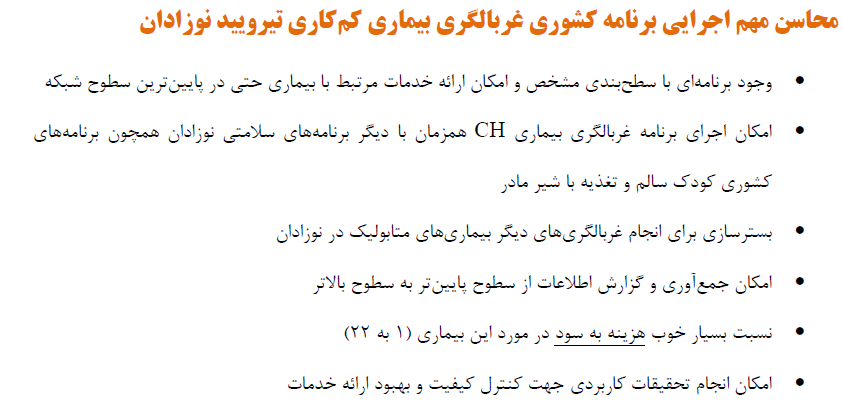 محاسن مهم اجرایی برنامه کشوری غربالگری بیماری کم‌کاری تیرویید نوزادان
• وجود برنامه‌ای با سطح‌بندی مشخص و امکان ارائه خدمات مرتبط با بیماری حتی در پایین‌ترین سطوح شبکه
• امکان اجرای برنامه غربالگری بیماری CH همزمان با دیگر برنامه‌های سلامتی نوزادان همچون برنامه‌های
کشوری کودک سالم و تغذیه با شیر مادر
• بسترسازی برای انجام غربالگری‌های دیگر بیماری‌های متابولیک در نوزادان
• امکان جمع‌آوری و گزارش اطلاعات از سطوح پایین‌تر به سطوح بالاتر
• نسبت بسیار خوب هزینه به سود در مورد این بیماری (۱ به ۲۲)
• امکان انجام تحقیقات کاربردی جهت کنترل کیفیت و بهبود ارائه خدمات